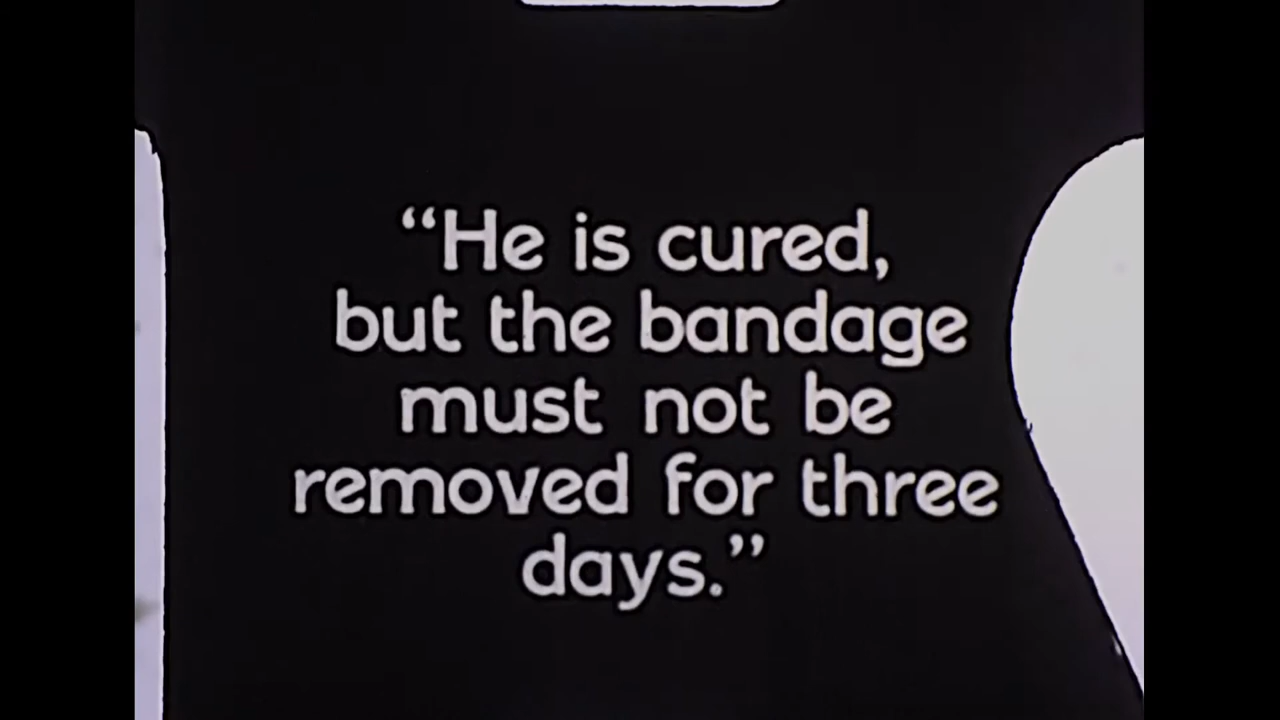 “He is cured,
but the bandage
must not be
removed for three
days.”